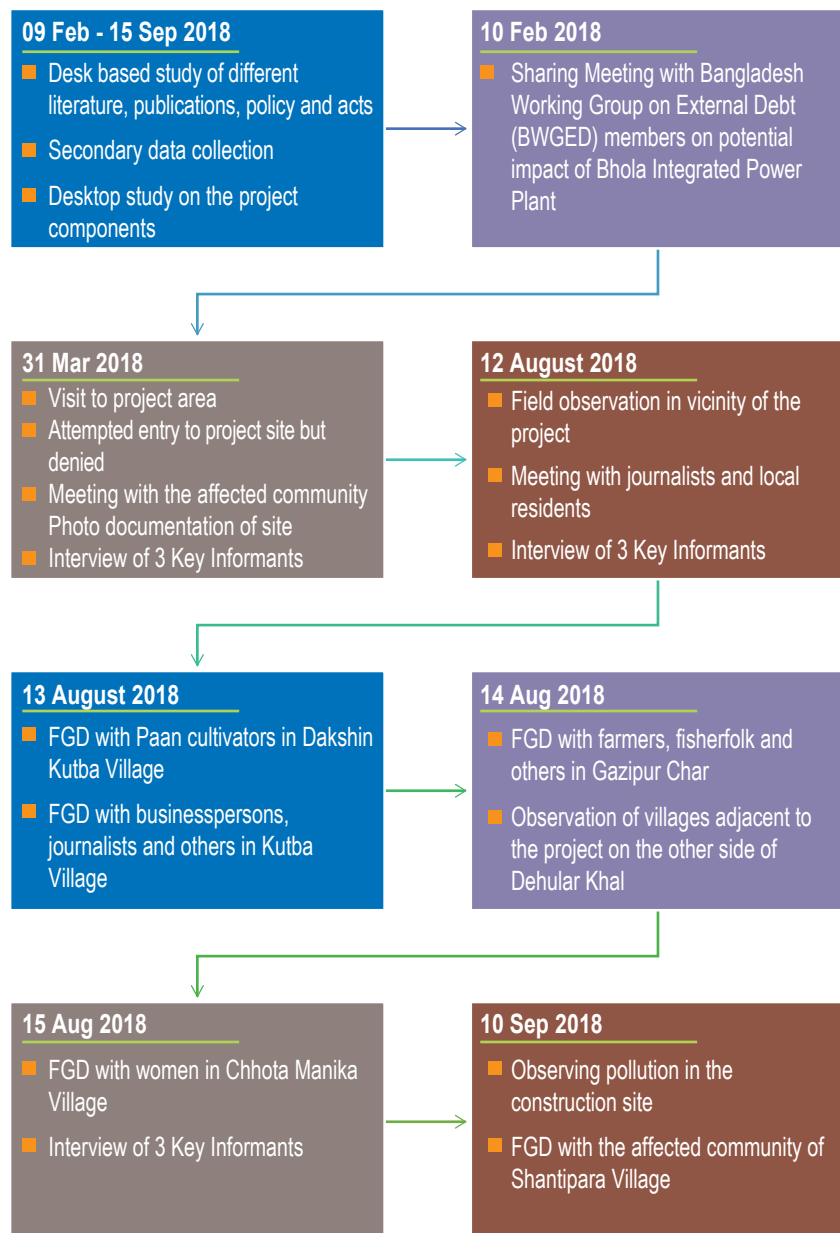 09 Feb - 15 Sep 2018
Desk based study of different
literature, publications, policy and acts
Secondary data collection
Desktop study on the project
components
10 Feb 2018
Sharing Meeting with Bangladesh
Working Group on External Debt
(BWGED) members on potential
impact of Bhola Integrated Power
Plant
31 Mar 2018
Visit to project area
Attempted entry to project site but
denied
Meeting with the affected community
Photo documentation of site
Interview of 3 Key Informants
12 August 2018
Field observation in vicinity of the
project
Meeting with journalists and local
residents
Interview of 3 Key Informants
13 August 2018
FGD with Paan cultivators in Dakshin
Kutba Village
FGD with businesspersons,
journalists and others in Kutba
Village
14 Aug 2018
FGD with farmers, fisherfolk and
others in Gazipur Char
Observation of villages adjacent to
the project on the other side of
Dehular Khal
15 Aug 2018
FGD with women in Chhota Manika
Village
Interview of 3 Key Informants
10 Sep 2018
Observing pollution in the
construction site
FGD with the affected community of
Shantipara Village